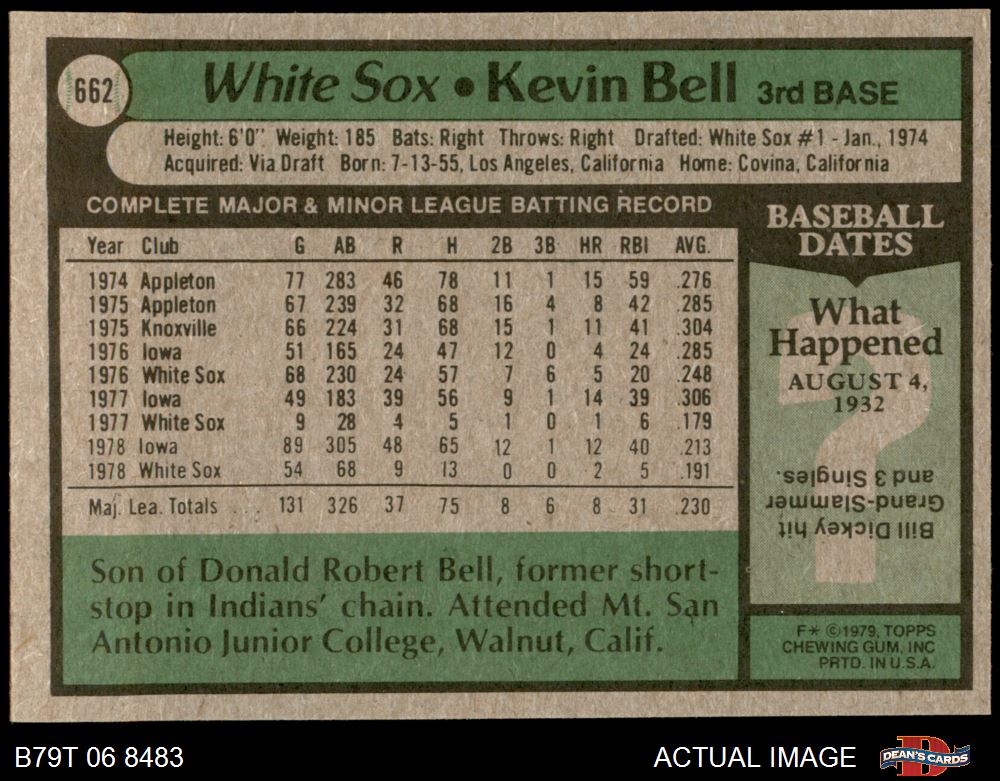 662
White Sox • Kevin Bell 3rd BASE
Height: 6'0" Weight: 185 Bats: Right Throws: Right Drafted: White Sox #1 - Jan., 1974
Acquired: Via Draft Born: 7-13-55, Los Angeles, California Home: Covina, California
COMPLETE MAJOR & MINOR LEAGUE BATTING RECORD
Year Club G AB R H 2B 3B HR RBI AVG.
1974 Appleton 77 283 46 78 11 1 15 59 .276
1975 Appleton 67 239 32 68 16 4 8 42 .285
1975 Knoxville 66 224 31 68 15 1 11 41 .304
1976 Iowa 51 165 24 47 12 0 4 24 .285
1976 White Sox 68 230 24 57 7 6 5 20 .248
1977 Iowa 49 183 39 56 9 1 14 39 .306
1977 White Sox 9 28 4 5 1 0 1 6 .179
1978 Iowa 89 305 48 65 12 1 12 40 .213
1978 White Sox 54 68 9 13 0 0 2 5 .191
Maj. Lea. Totals ... 131 326 37 75 8 6 8 31 .230
Son of Donald Robert Bell, former short-
stop in Indians' chain. Attended Mt. San
Antonio Junior College, Walnut, Calif.
BASEBALL
DATES
What
Happened
AUGUST 4,
1932
?
Bill Dickey hit
Grand-Slammer
and 3 Singles.
F* ©1979, TOPPS
CHEWING GUM, INC
PRTD. IN U.S.A.
B79T 06 8483
ACTUAL IMAGE
D
DEAN'S CARDS